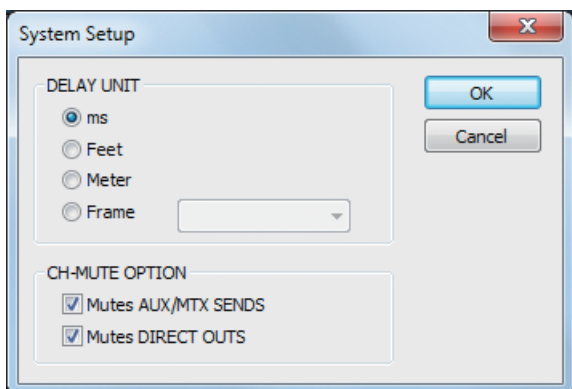 System Setup
DELAY UNIT
ms
Feet
Meter
Frame
OK
Cancel
CH-MUTE OPTION
Mutes AUX/MTX SENDS
Mutes DIRECT OUTS